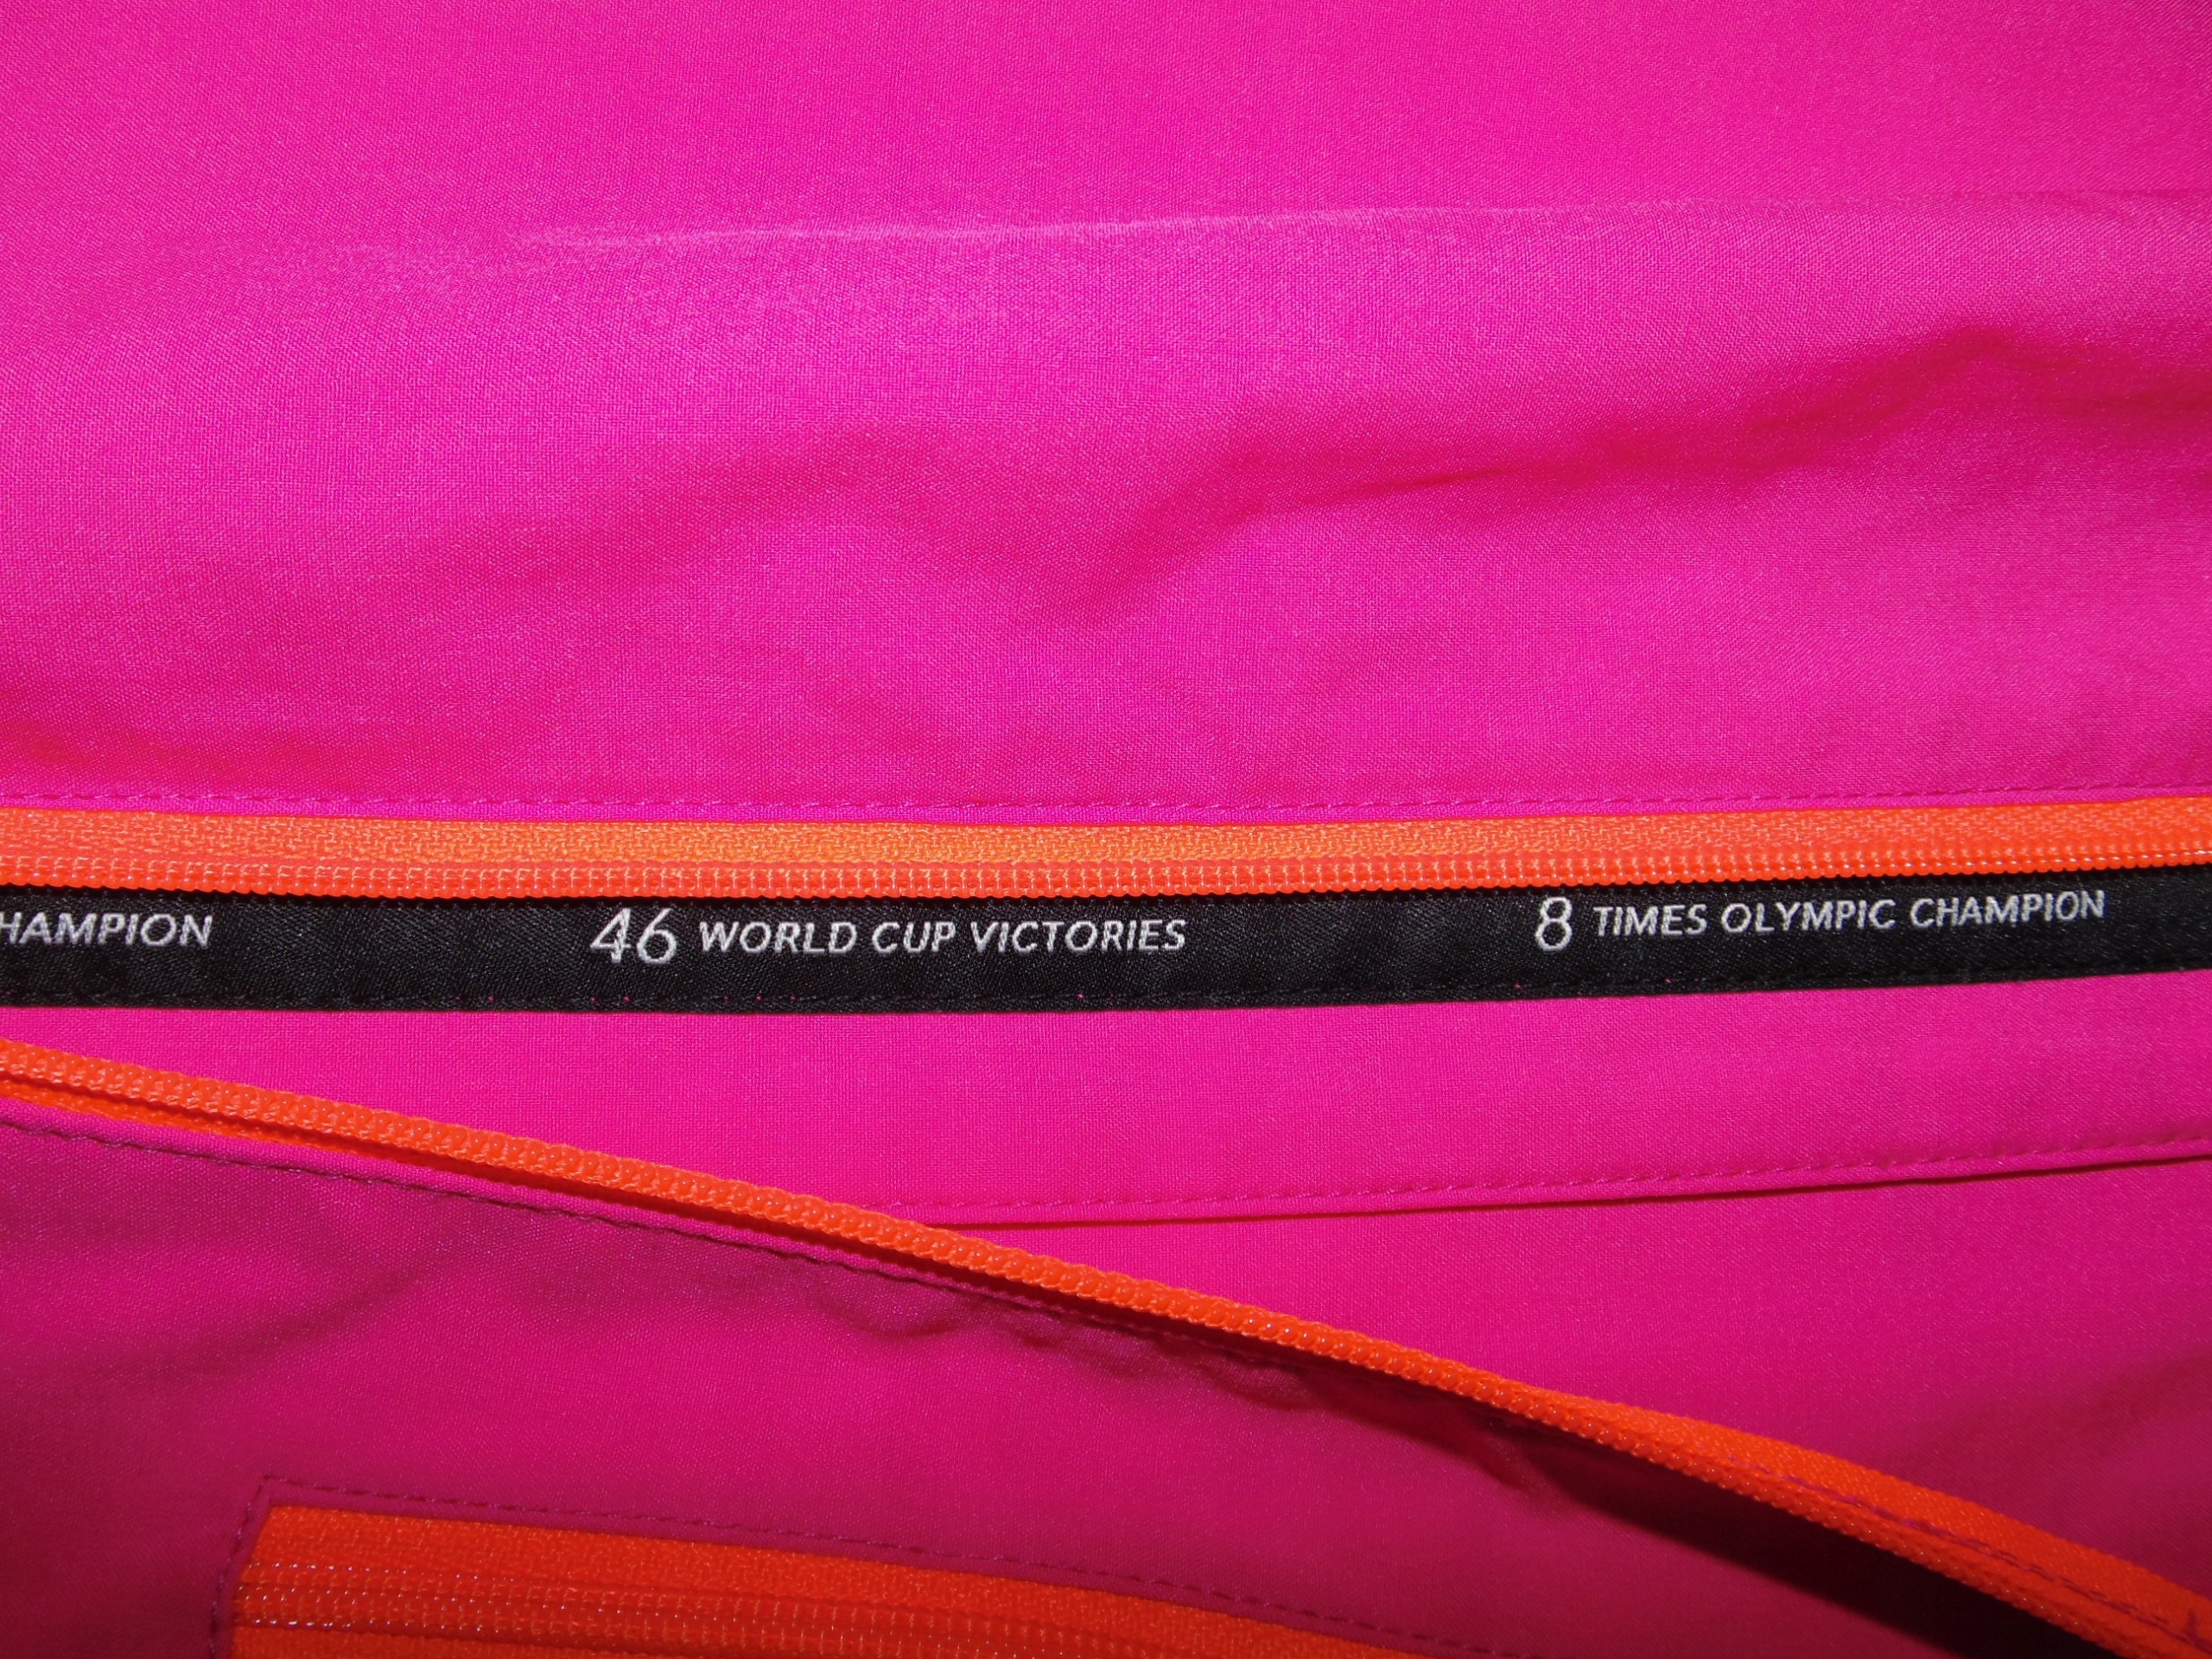 HAMPION 46 WORLD CUP VICTORIES 8 TIMES OLYMPIC CHAMPION